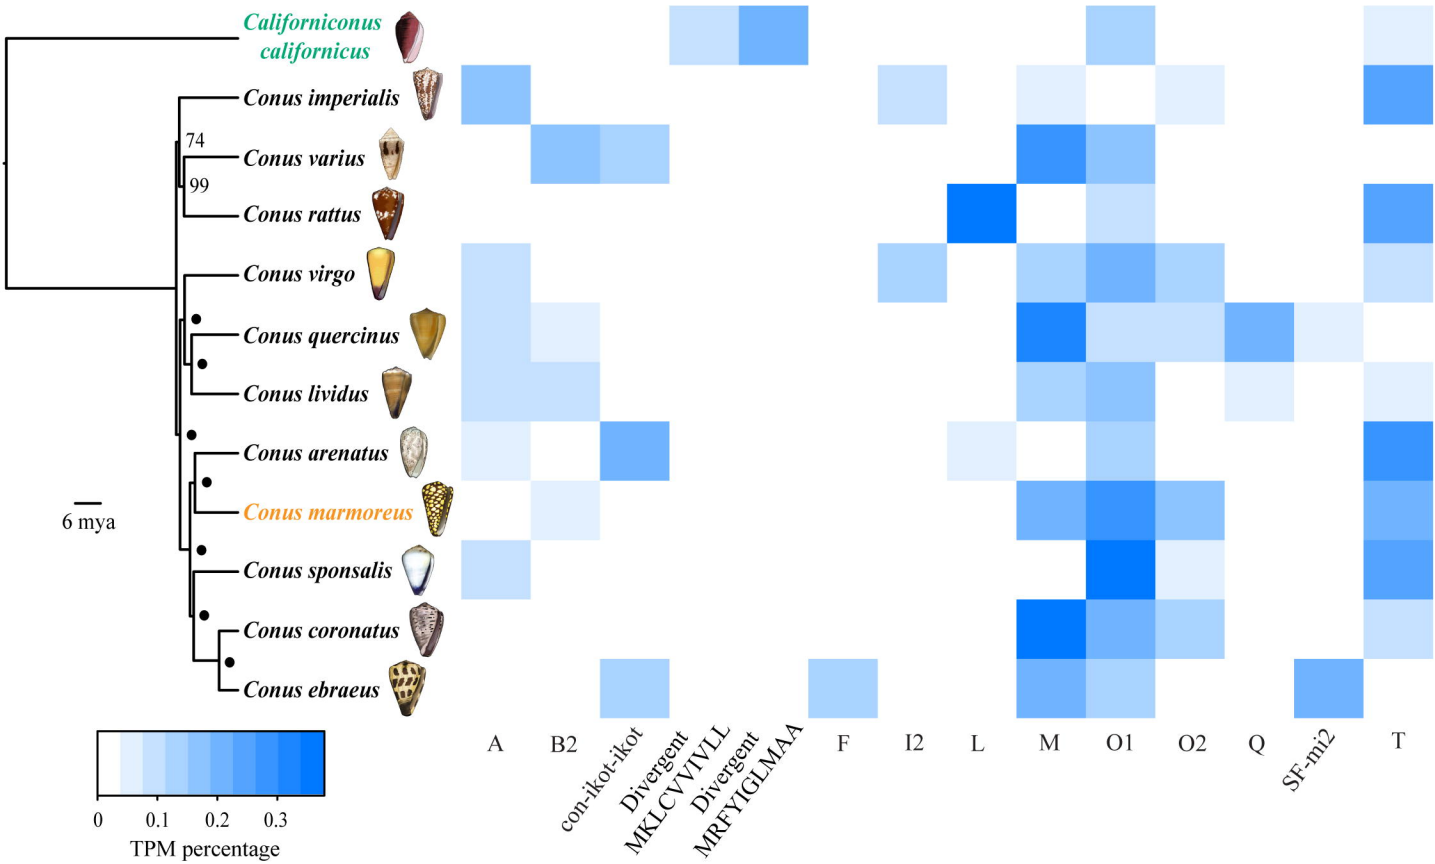 Californiconus
californicus
Conus imperialis
74
Conus varius
99
Conus rattus
Conus virgo
Conus quercinus
Conus lividus
Conus arenatus
6 mya
Conus marmoreus
Conus sponsalis
Conus coronatus
Conus ebraeus
A
B2
con-ikot-ikot
Divergent
MKLCVVIVLL
Divergent
MRFYIGLMAA
F
I2
L
M
O1
O2
Q
SF-mi2
T
0 0.1 0.2 0.3
TPM percentage